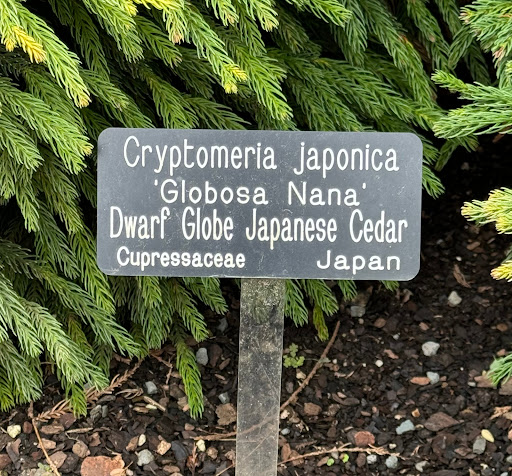 Cryptomeria japonica
'Globosa Nana'
Dwarf Globe Japanese Cedar
Cupressaceae Japan